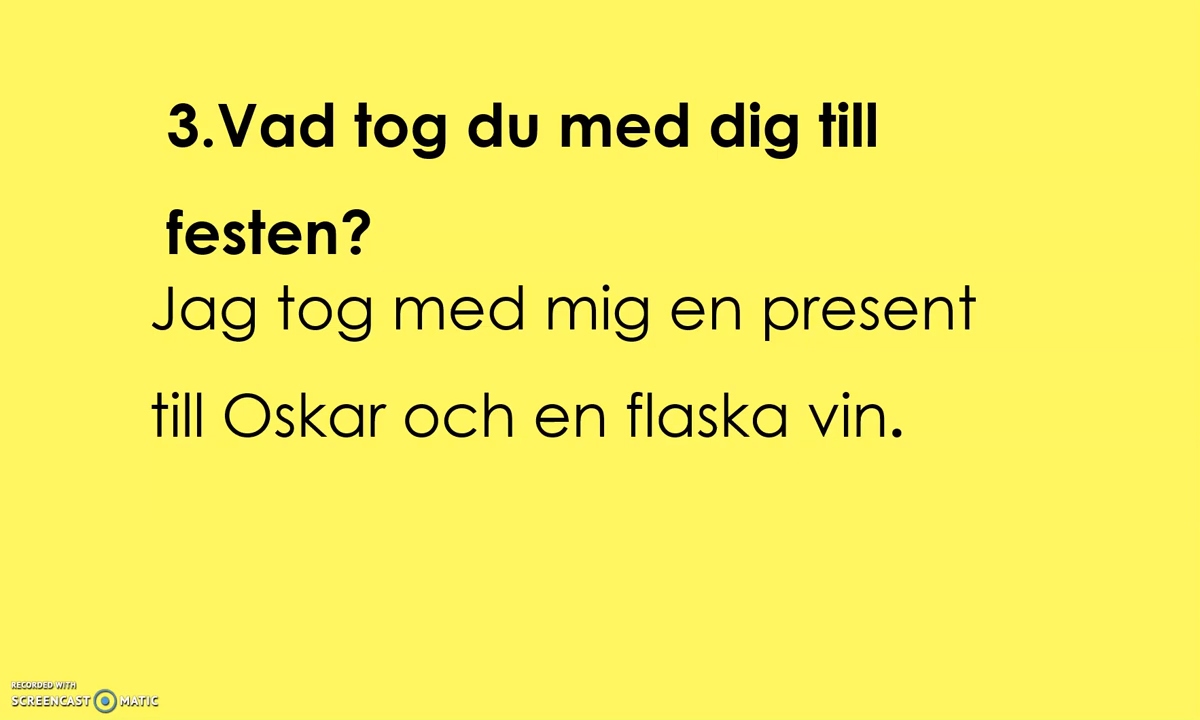 3.Vad tog du med dig till
festen?
Jag tog med mig en present
till Oskar och en flaska vin.
RECORDED WITH
SCREENCAST MATIC